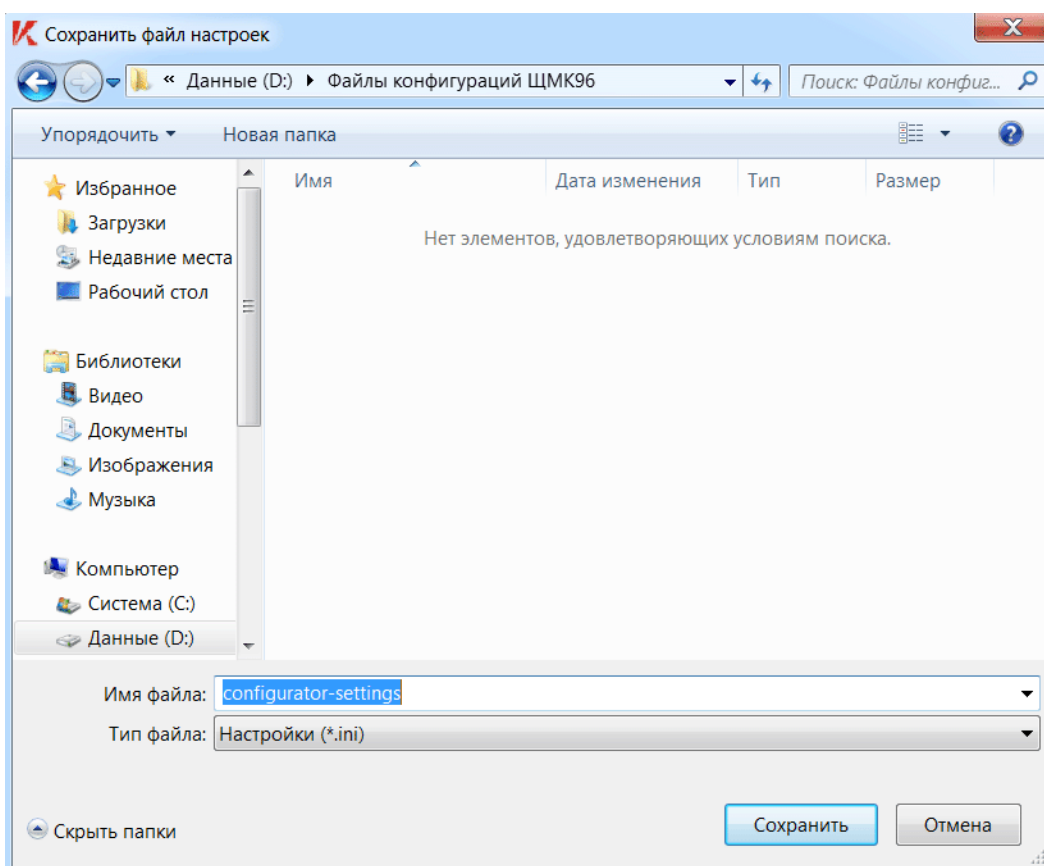 Сохранить файл настроек
« Данные (D:) Файлы конфигураций ЩМК96 Поиск: Файлы конфиг...
Упорядочить Новая папка
Избранное
Загрузки
Недавние места
Рабочий стол
Библиотеки
Видео
Документы
Изображения
Музыка
Компьютер
Система (C:)
Данные (D:)
Имя Дата изменения Тип Размер
Нет элементов, удовлетворяющих условиям поиска.
Имя файла: configurator-settings
Тип файла: Настройки (*.ini)
Скрыть папки Сохранить Отмена